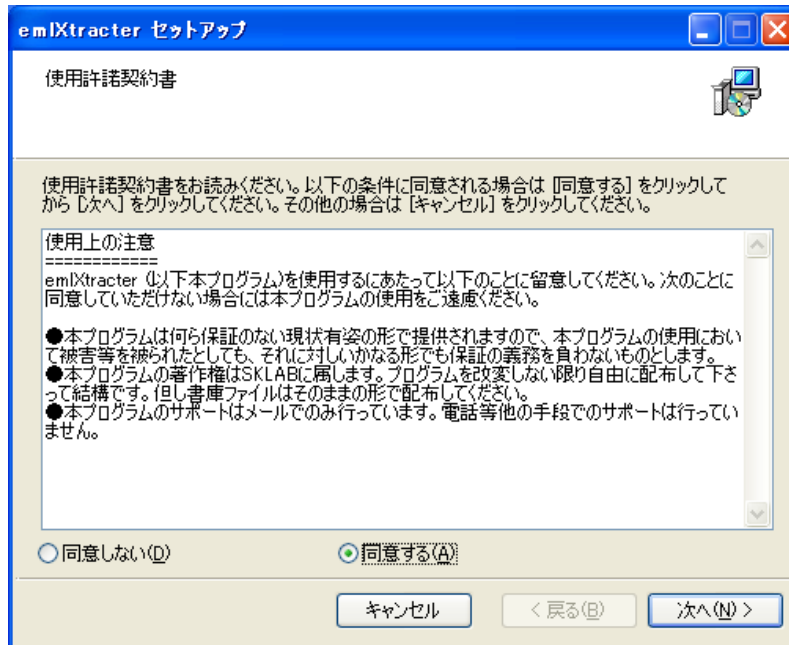 emlXtracter セットアップ
使用許諾契約書
使用許諾契約書をお読みください。以下の条件に同意される場合は [同意する] をクリックして
から [次へ] をクリックしてください。その他の場合は [キャンセル] をクリックしてください。
使用上の注意
============
emlXtracter (以下本プログラム)を使用するにあたって以下のことに留意してください。次のことに
同意していただけない場合には本プログラムの使用をご遠慮ください。
●本プログラムは何ら保証のない現状有姿の形で提供されますので、本プログラムの使用におい
て被害等を被られたとしても、それに対しいかなる形でも保証の義務を負わないものとします。
●本プログラムの著作権はSKLABに属します。プログラムを改変しない限り自由に配布して下さ
って結構です。但し書庫ファイルはそのままの形で配布してください。
●本プログラムのサポートはメールでのみ行っています。電話等他の手段でのサポートは行ってい
ません。
同意しない(D)
同意する(A)
キャンセル
< 戻る(B)
次へ(N) >